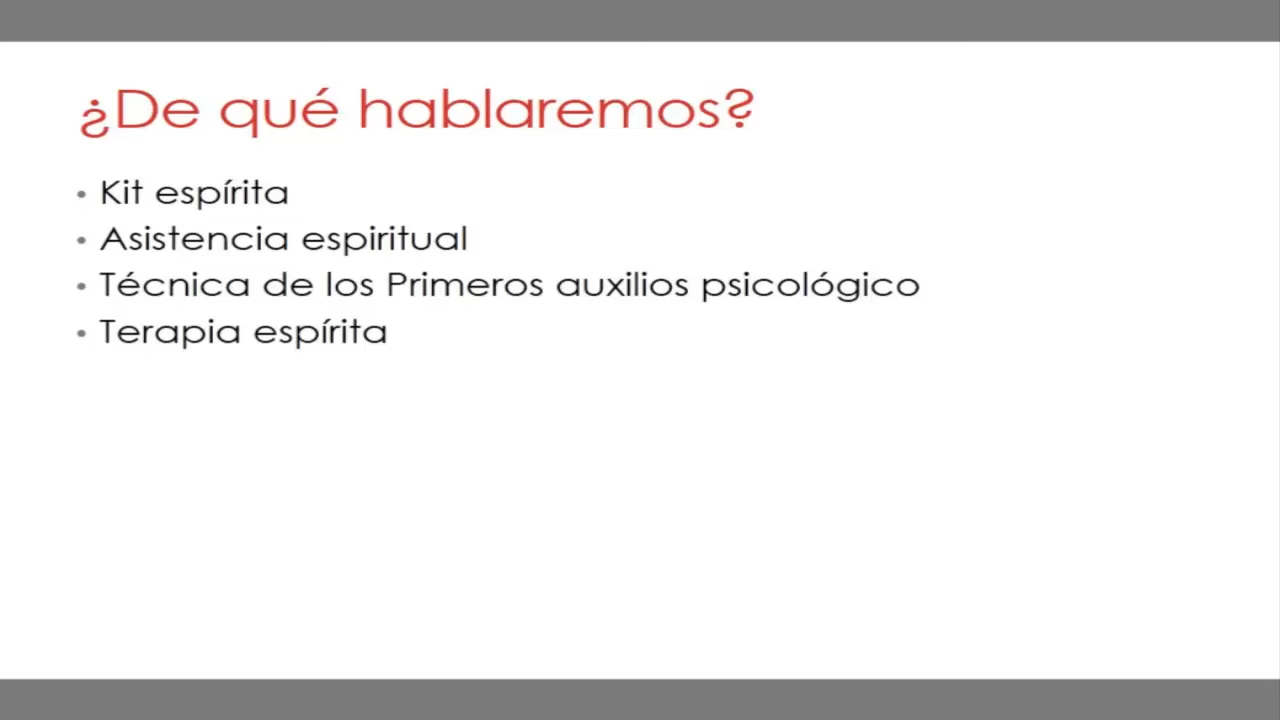 ¿De qué hablaremos?
• Kit espírita
• Asistencia espiritual
• Técnica de los Primeros auxilios psicológico
• Terapia espírita